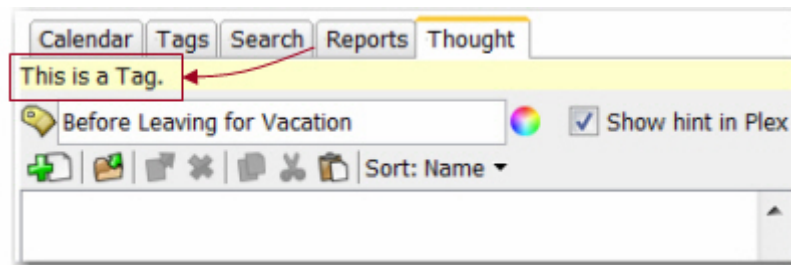 Calendar Tags Search Reports Thought
This is a Tag.
Before Leaving for Vacation Show hint in Plex
Sort: Name